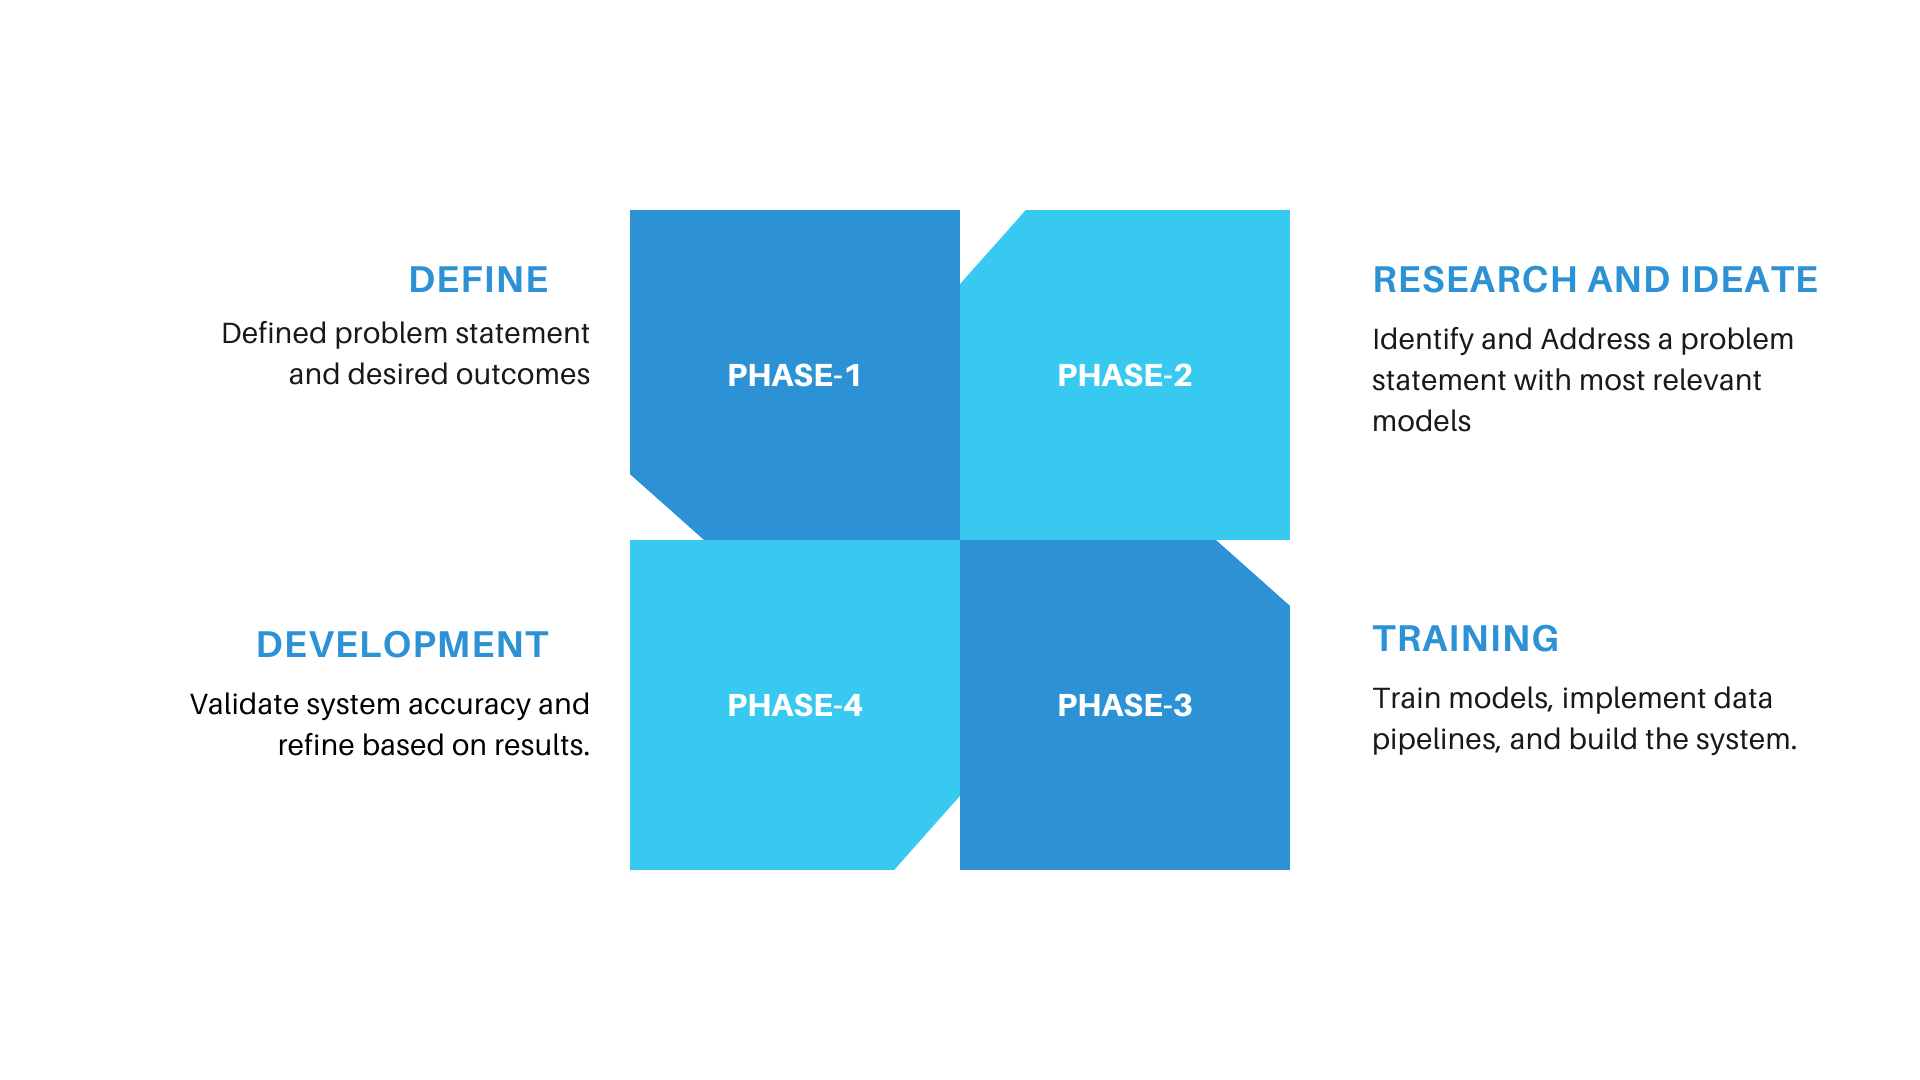 DEFINE
Defined problem statement
and desired outcomes
PHASE-1
PHASE-2
RESEARCH AND IDEATE
Identify and Address a problem
statement with most relevant
models
DEVELOPMENT
Validate system accuracy and
refine based on results.
PHASE-4
PHASE-3
TRAINING
Train models, implement data
pipelines, and build the system.